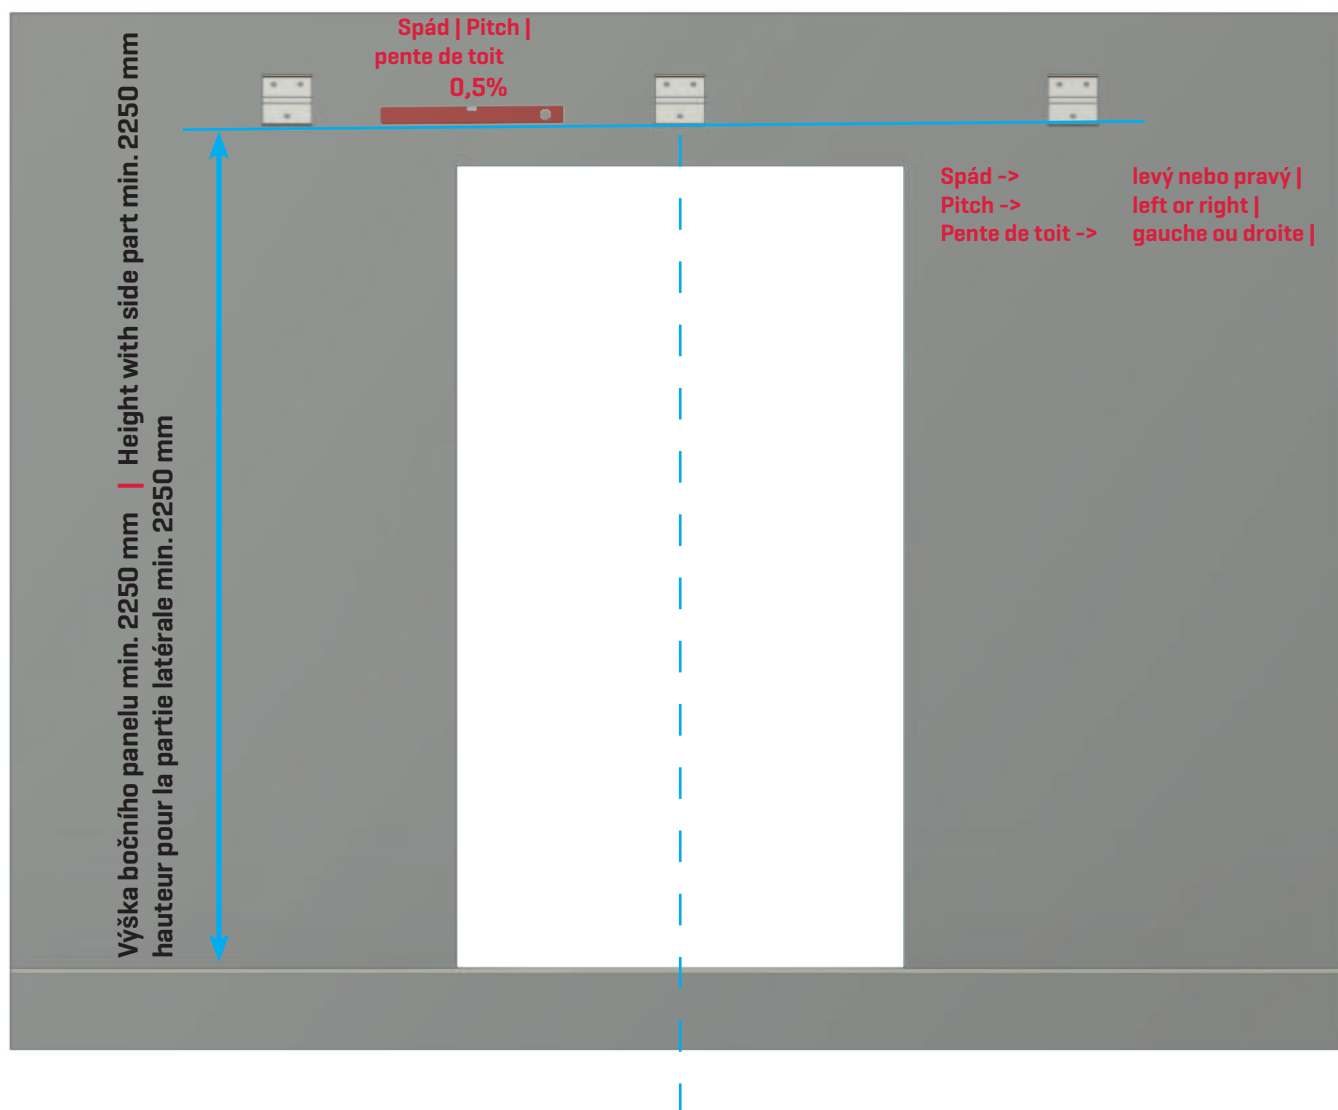 Spád | Pitch |
pente de toit
0,5%
Spád -> levý nebo pravý |
Pitch -> left or right |
Pente de toit -> gauche ou droite |
Výška bočního panelu min. 2250 mm | Height with side part min. 2250 mm
hauteur pour la partie latérale min. 2250 mm